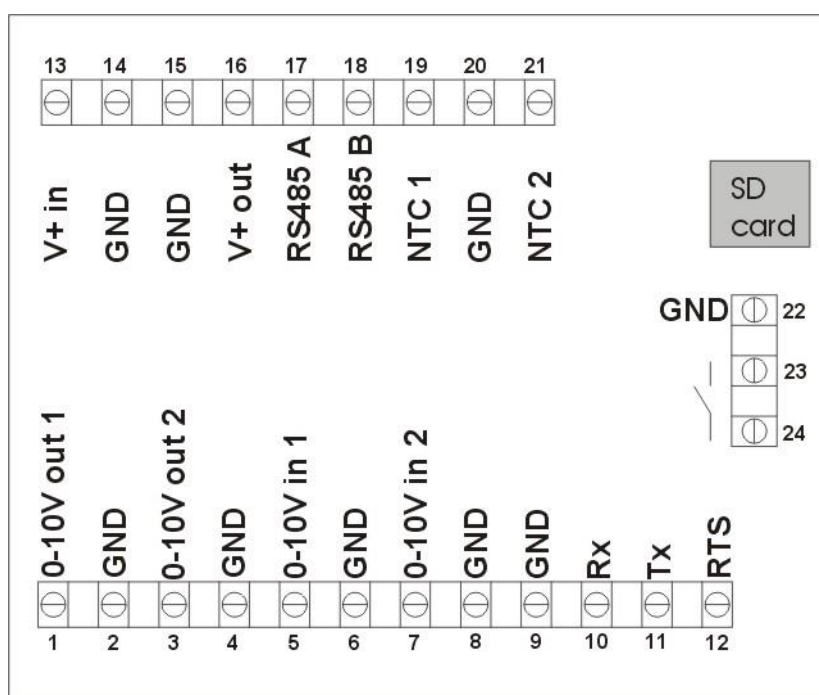 13 14 15 16 17 18 19 20 21
V+ in
GND
GND
V+ out
RS485 A
RS485 B
NTC 1
GND
NTC 2
SD
card
GND 22
23
24
0-10V out 1
GND
0-10V out 2
GND
0-10V in 1
GND
0-10V in 2
GND
GND
Rx
Tx
RTS
1 2 3 4 5 6 7 8 9 10 11 12